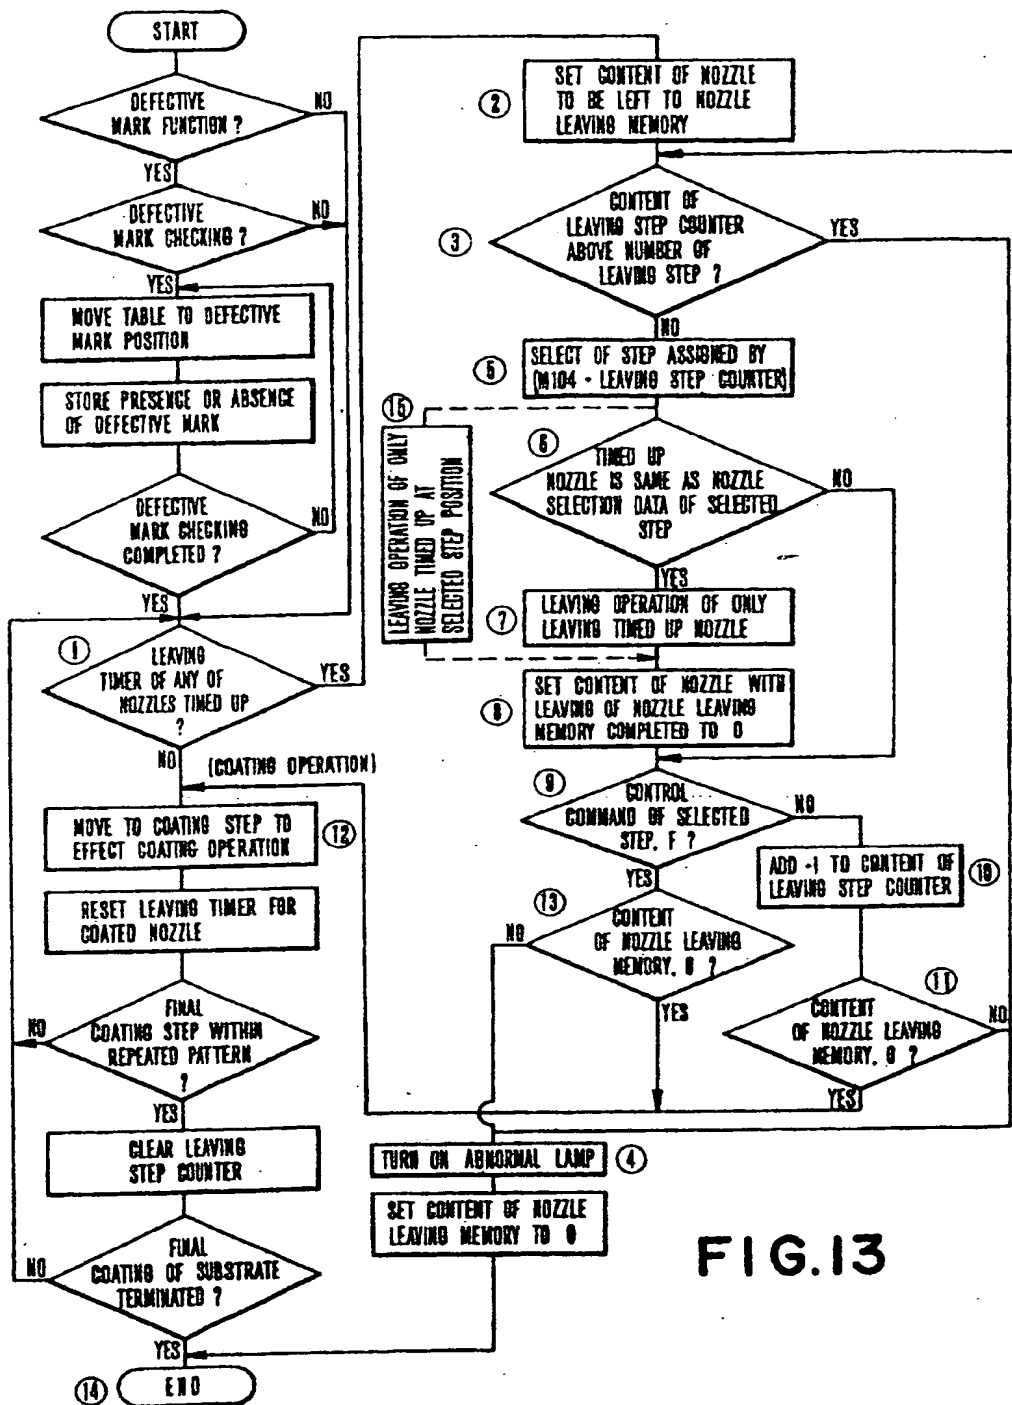 START
DEFECTIVE
MARK FUNCTION ?
NO
YES
DEFECTIVE
MARK CHECKING ?
NO
YES
MOVE TABLE TO DEFECTIVE
MARK POSITION
STORE PRESENCE OR ABSENCE
OF DEFECTIVE MARK
DEFECTIVE
MARK CHECKING
COMPLETED ?
NO
YES
1
LEAVING
TIMER OF ANY OF
NOZZLES TIMED UP
?
YES
NO
(COATING OPERATION)
MOVE TO COATING STEP TO
EFFECT COATING OPERATION
12
RESET LEAVING TIMER FOR
COATED NOZZLE
FINAL
COATING STEP WITHIN
REPEATED PATTERN
?
NO
YES
CLEAR LEAVING
STEP COUNTER
FINAL
COATING OF SUBSTRATE
TERMINATED ?
NO
YES
14
END
2
SET CONTENT OF NOZZLE
TO BE LEFT TO NOZZLE
LEAVING MEMORY
3
CONTENT OF
LEAVING STEP COUNTER
ABOVE NUMBER OF
LEAVING STEP ?
YES
NO
5
SELECT OF STEP ASSIGNED BY
(M104 - LEAVING STEP COUNTER)
15
LEAVING OPERATION OF ONLY
NOZZLE TIMED UP AT
SELECTED STEP POSITION
6
TIMED UP
NOZZLE IS SAME AS NOZZLE
SELECTION DATA OF SELECTED
STEP
NO
YES
7
LEAVING OPERATION OF ONLY
LEAVING TIMED UP NOZZLE
8
SET CONTENT OF NOZZLE WITH
LEAVING OF NOZZLE LEAVING
MEMORY COMPLETED TO 0
9
CONTROL
COMMAND OF SELECTED
STEP, F ?
NO
YES
ADD -1 TO CONTENT OF
LEAVING STEP COUNTER
10
13
CONTENT
OF NOZZLE LEAVING
MEMORY, 0 ?
NO
YES
11
CONTENT
OF NOZZLE LEAVING
MEMORY, 0 ?
NO
YES
TURN ON ABNORMAL LAMP
4
SET CONTENT OF NOZZLE
LEAVING MEMORY TO 0
FIG.13